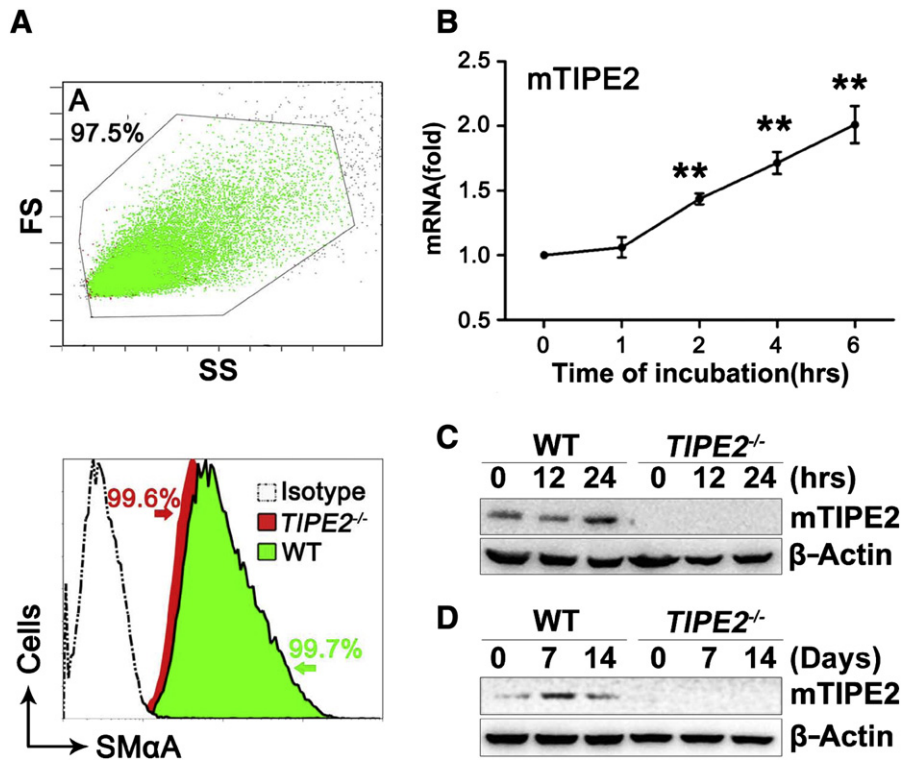 A
A
97.5%
FS
SS
99.6%
Isotype
TIPE2-/-
WT
99.7%
Cells
SMαA
B
mTIPE2
2.5
2.0
1.5
1.0
0.5
mRNA(fold)
** ** **
0 1 2 4 6
Time of incubation(hrs)
C
WT TIPE2-/-
0 12 24 0 12 24 (hrs)
mTIPE2
β-Actin
D
WT TIPE2-/-
0 7 14 0 7 14 (Days)
mTIPE2
β-Actin